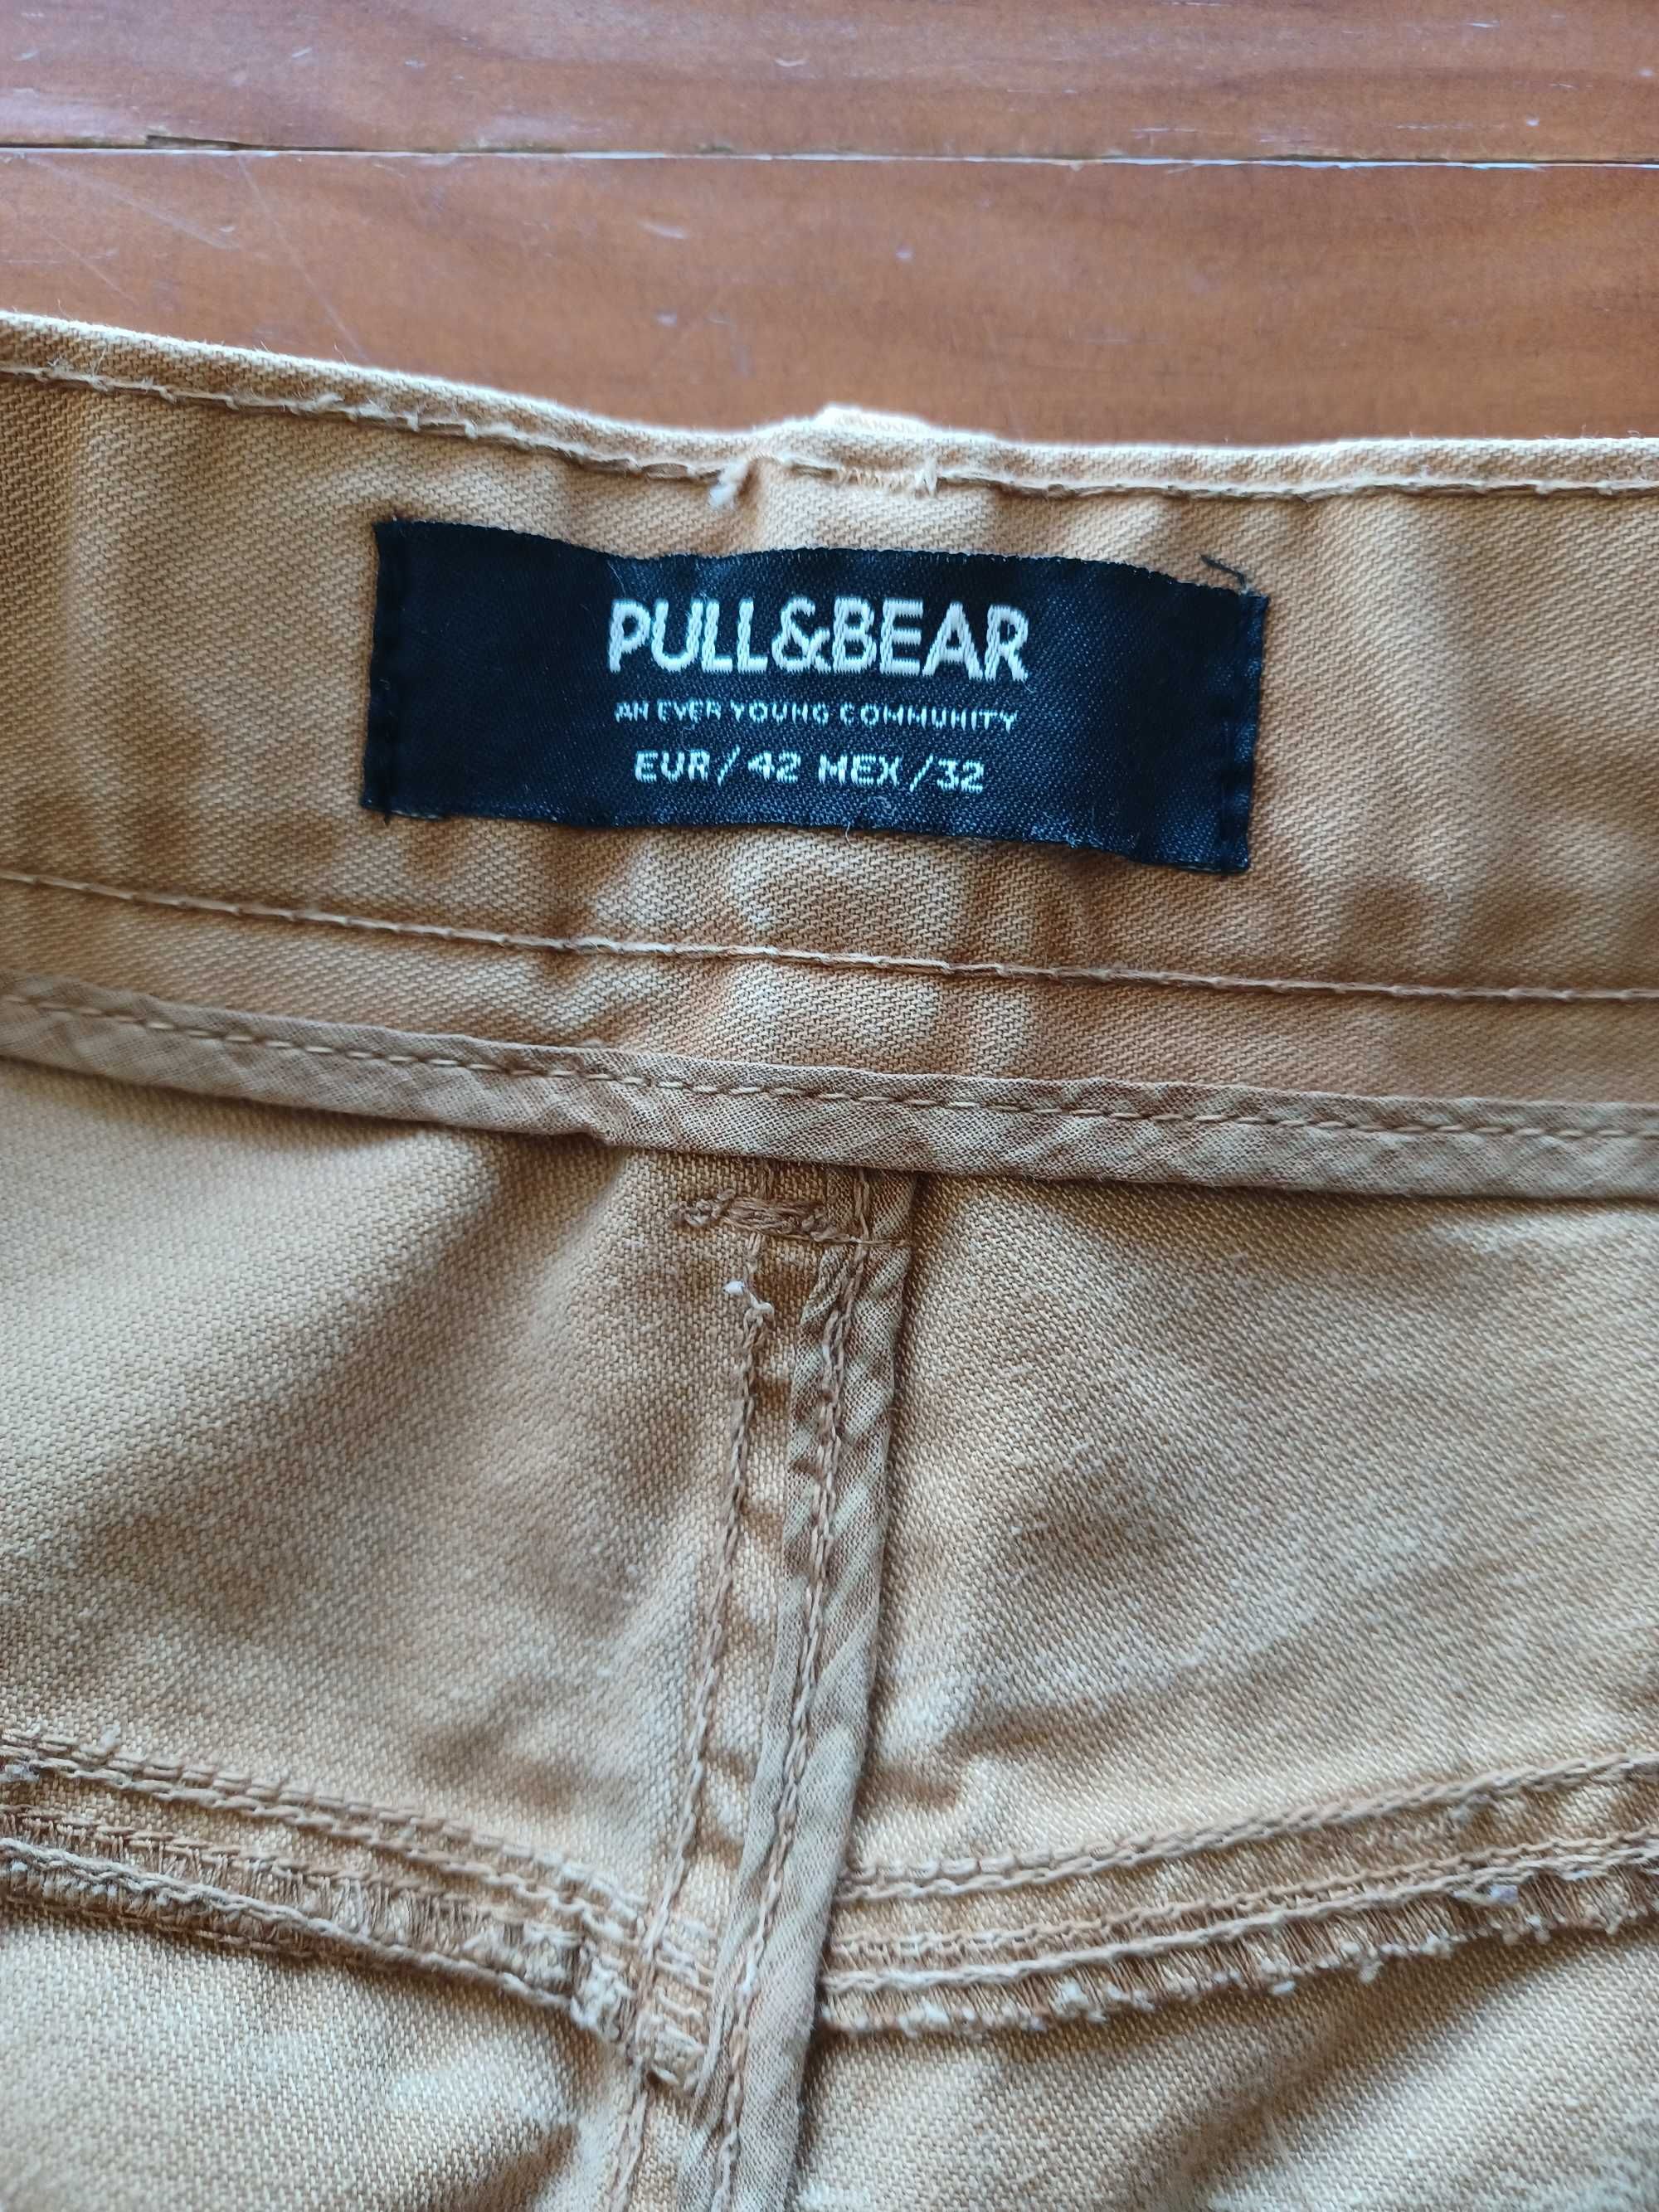 PULL&BEAR
AN EVER YOUNG COMMUNITY
EUR/42 MEX/32